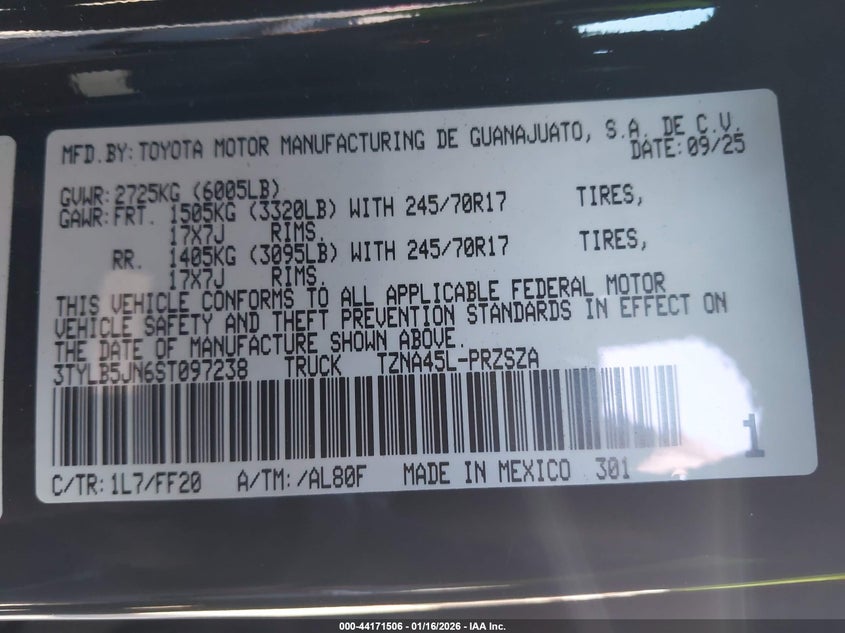 MFD.BY: TOYOTA MOTOR MANUFACTURING DE GUANAJUATO, S.A. DE C.V.
DATE: 09/25
GVWR: 2725KG (6005LB)
GAWR: FRT. 1505KG (3320LB) WITH 245/70R17 TIRES,
17X7J RIMS,
RR. 1405KG (3095LB) WITH 245/70R17 TIRES,
17X7J RIMS,
THIS VEHICLE CONFORMS TO ALL APPLICABLE FEDERAL MOTOR
VEHICLE SAFETY AND THEFT PREVENTION STANDARDS IN EFFECT ON
THE DATE OF MANUFACTURE SHOWN ABOVE.
3TYLB5JN6ST097238 TRUCK TZNA45L-PRZSZA
1
C/TR: 1L7/FF20 A/TM: /AL80F MADE IN MEXICO 301
000-44171506 - 01/16/2026 - IAA Inc.